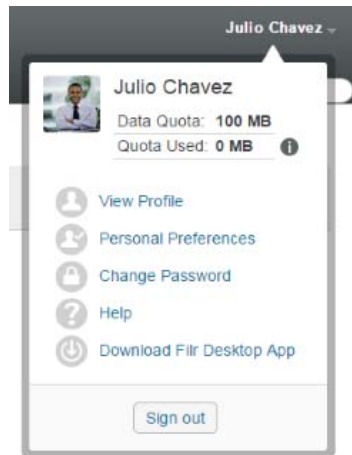 Julio Chavez
Julio Chavez
Data Quota: 100 MB
Quota Used: 0 MB
View Profile
Personal Preferences
Change Password
Help
Download Filr Desktop App
Sign out